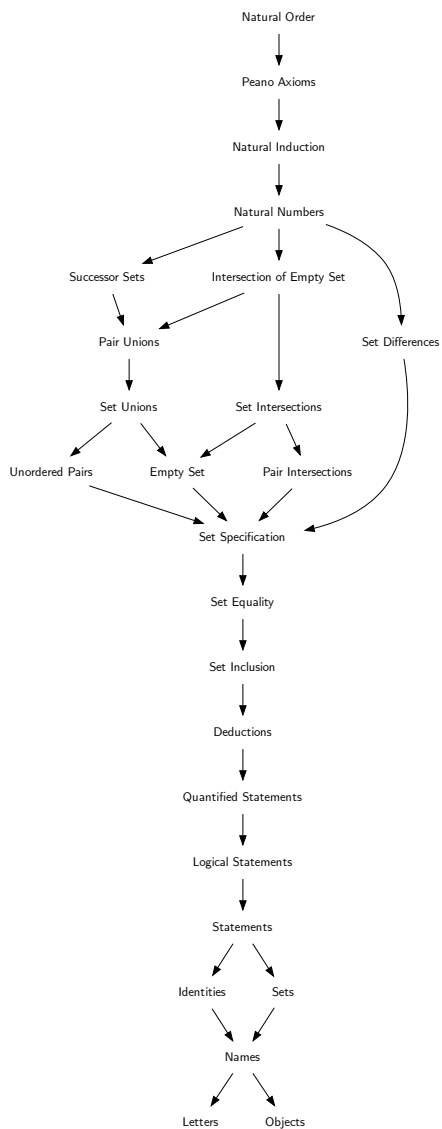 Natural Order
Peano Axioms
Natural Induction
Natural Numbers
Successor Sets
Intersection of Empty Set
Pair Unions
Set Differences
Set Unions
Set Intersections
Unordered Pairs
Empty Set
Pair Intersections
Set Specification
Set Equality
Set Inclusion
Deductions
Quantified Statements
Logical Statements
Statements
Identities
Sets
Names
Letters
Objects